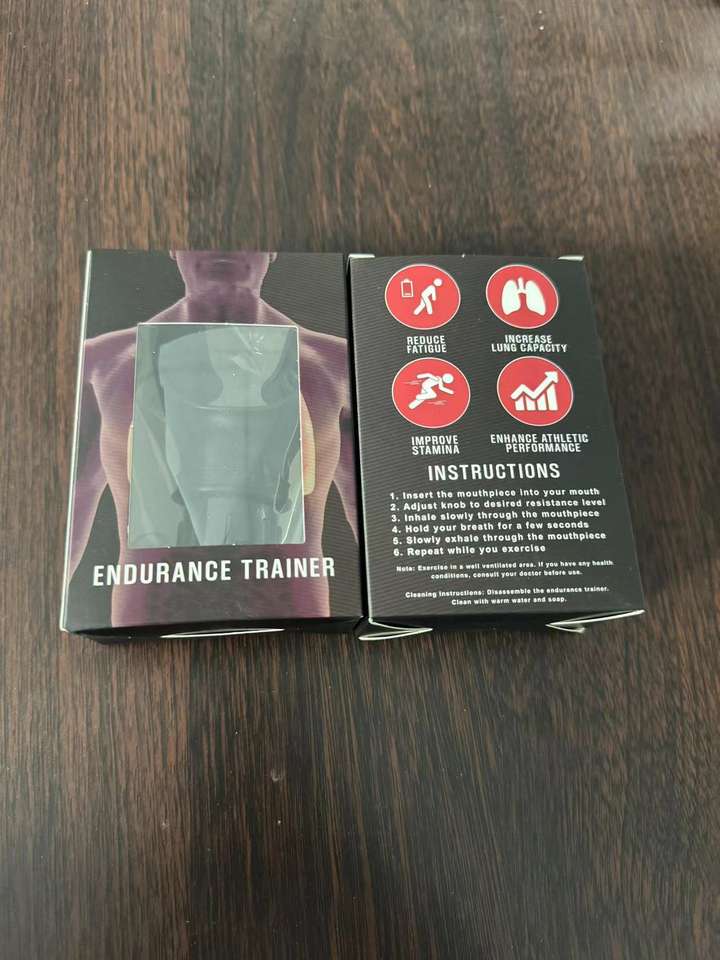 ENDURANCE TRAINER
REDUCE
FATIGUE
INCREASE
LUNG CAPACITY
IMPROVE
STAMINA
ENHANCE ATHLETIC
PERFORMANCE
INSTRUCTIONS
1. Insert the mouthpiece into your mouth
2. Adjust knob to desired resistance level
3. Inhale slowly through the mouthpiece
4. Hold your breath for a few seconds
5. Slowly exhale through the mouthpiece
6. Repeat while you exercise
Note: Exercise in a well ventilated area. If you have any health
conditions, consult your doctor before use.
Cleaning Instructions: Disassemble the endurance trainer.
Clean with warm water and soap.